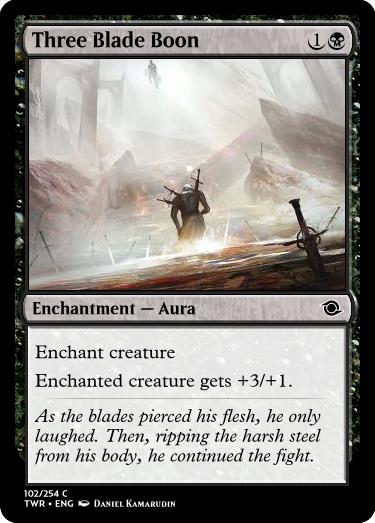 Three Blade Boon 1
Enchantment — Aura
Enchant creature
Enchanted creature gets +3/+1.
As the blades pierced his flesh, he only
laughed. Then, ripping the harsh steel
from his body, he continued the fight.
102/254 C
TWR • ENG Daniel Kamarudin